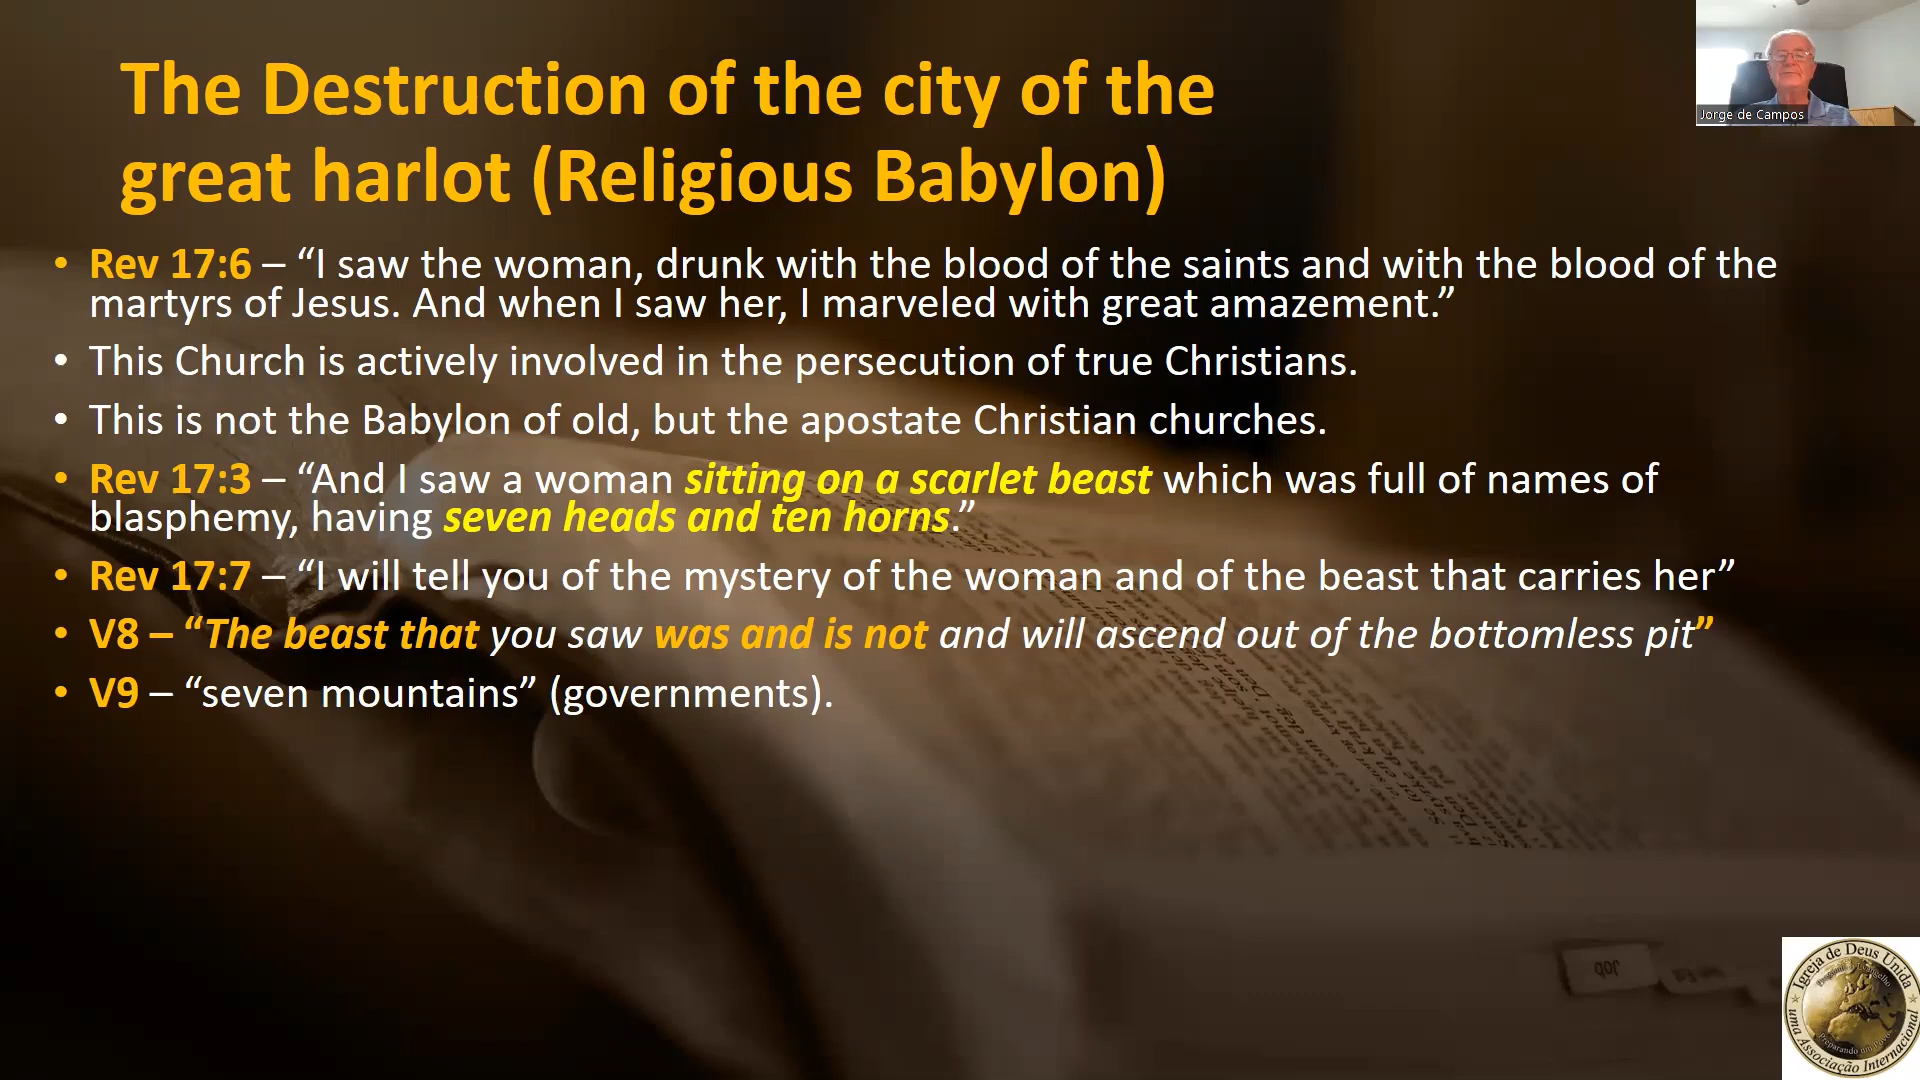 The Destruction of the city of the
great harlot (Religious Babylon)
Jorge de Campos
• Rev 17:6 – “I saw the woman, drunk with the blood of the saints and with the blood of the
martyrs of Jesus. And when I saw her, I marveled with great amazement.”
• This Church is actively involved in the persecution of true Christians.
• This is not the Babylon of old, but the apostate Christian churches.
• Rev 17:3 – “And I saw a woman sitting on a scarlet beast which was full of names of
blasphemy, having seven heads and ten horns.”
• Rev 17:7 – “I will tell you of the mystery of the woman and of the beast that carries her”
• V8 – “The beast that you saw was and is not and will ascend out of the bottomless pit”
• V9 – “seven mountains” (governments).
Job
Igreja de Deus Unida
uma Associação Internacional